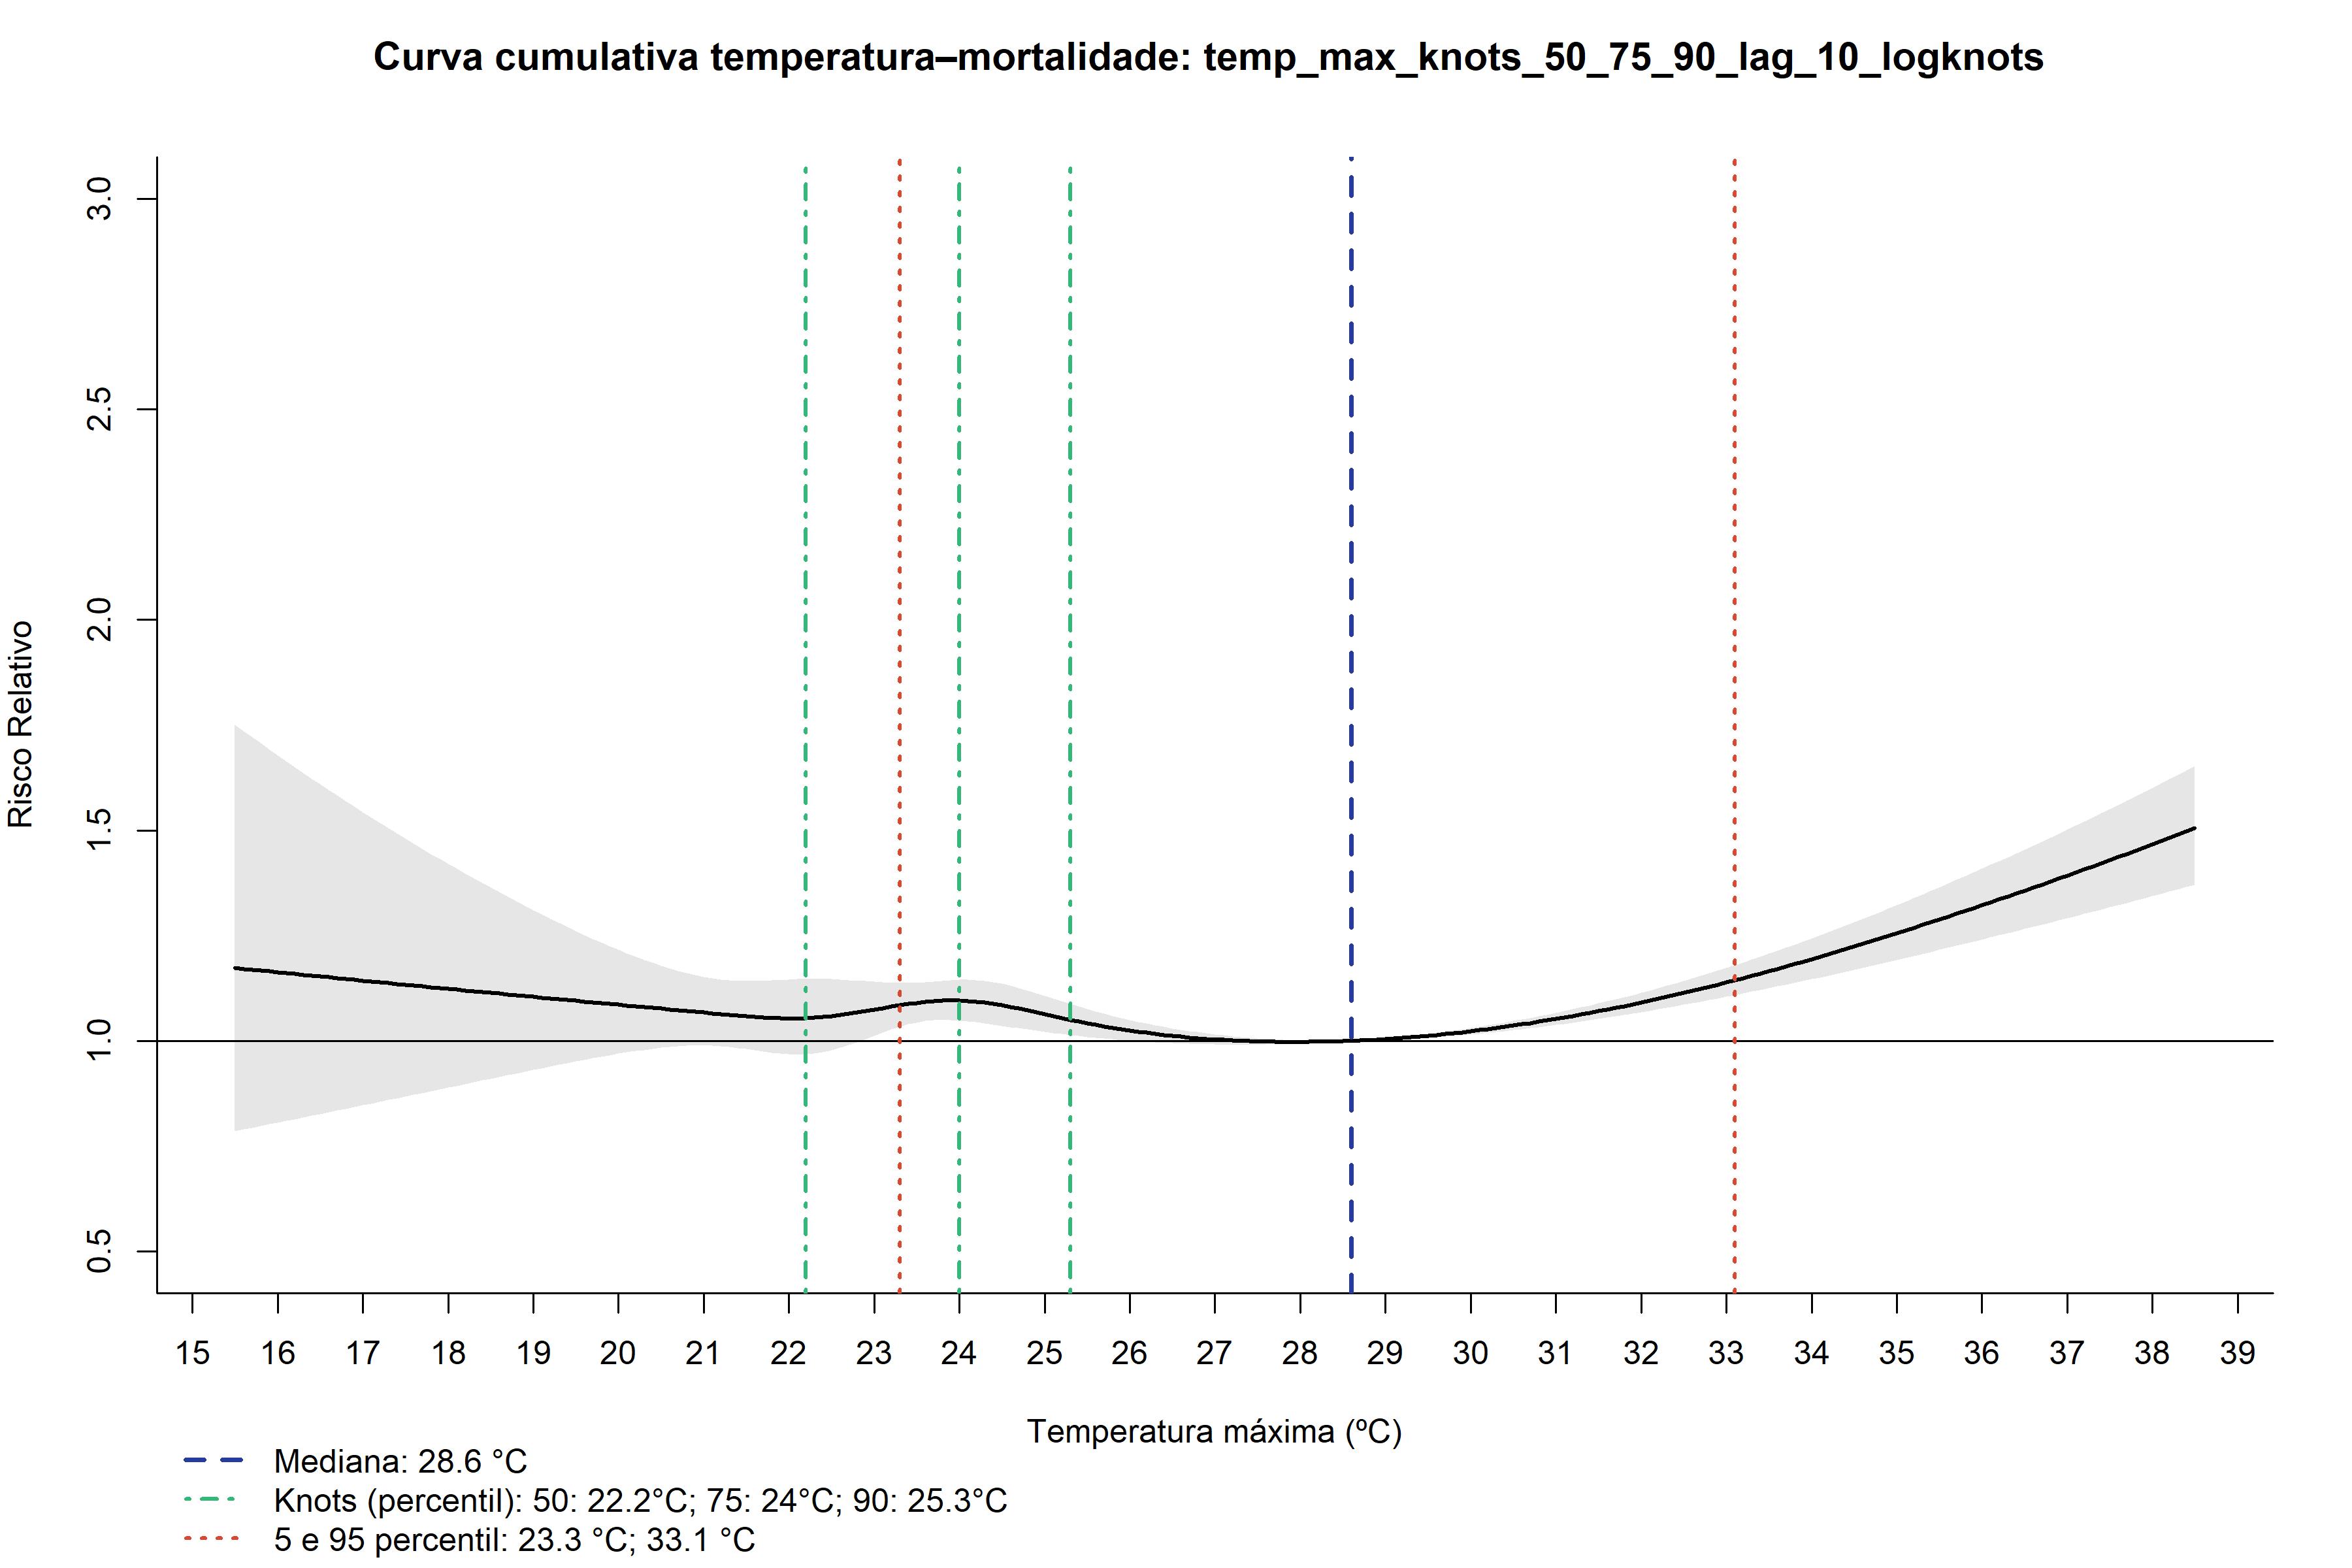 Curva cumulativa temperatura–mortalidade: temp_max_knots_50_75_90_lag_10_logknots
Risco Relativo
3.0
2.5
2.0
1.5
1.0
0.5
15 16 17 18 19 20 21 22 23 24 25 26 27 28 29 30 31 32 33 34 35 36 37 38 39
Temperatura máxima (ºC)
Mediana: 28.6 °C
Knots (percentil): 50: 22.2°C; 75: 24°C; 90: 25.3°C
5 e 95 percentil: 23.3 °C; 33.1 °C